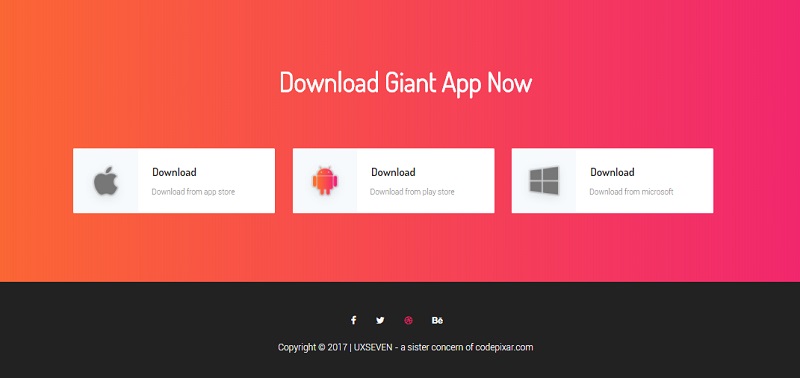 Download Giant App Now
Download
Download from app store
Download
Download from play store
Download
Download from microsoft
Copyright © 2017 | UXSEVEN - a sister concern of codepixar.com